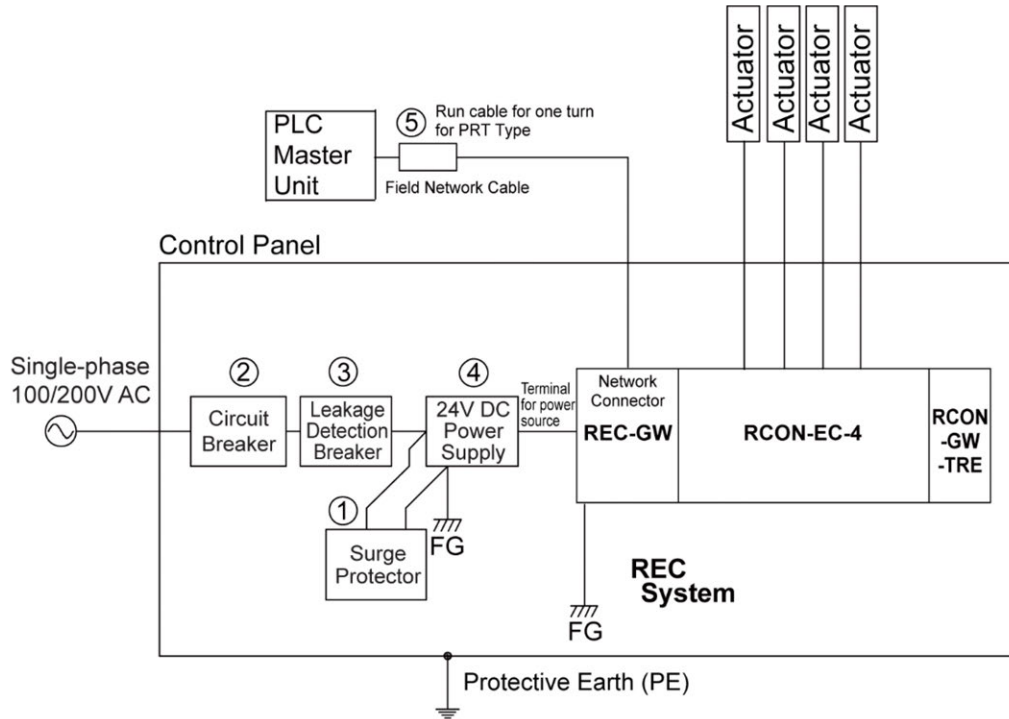 Actuator
Actuator
Actuator
Actuator
PLC
Master
Unit
⑤
Run cable for one turn
for PRT Type
Field Network Cable
Control Panel
Single-phase
100/200V AC
②
Circuit
Breaker
③
Leakage
Detection
Breaker
④
24V DC
Power
Supply
Terminal
for power
source
Network
Connector
REC-GW
RCON-EC-4
RCON
-GW
-TRE
①
Surge
Protector
FG
REC
System
FG
Protective Earth (PE)